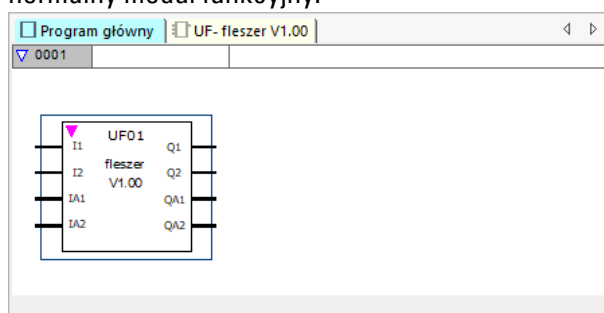 normalny moduł funkcyjny.
Program główny UF- fleszer V1.00
0001
UF01
fleszer
V1.00
I1 Q1
I2 Q2
IA1 QA1
IA2 QA2